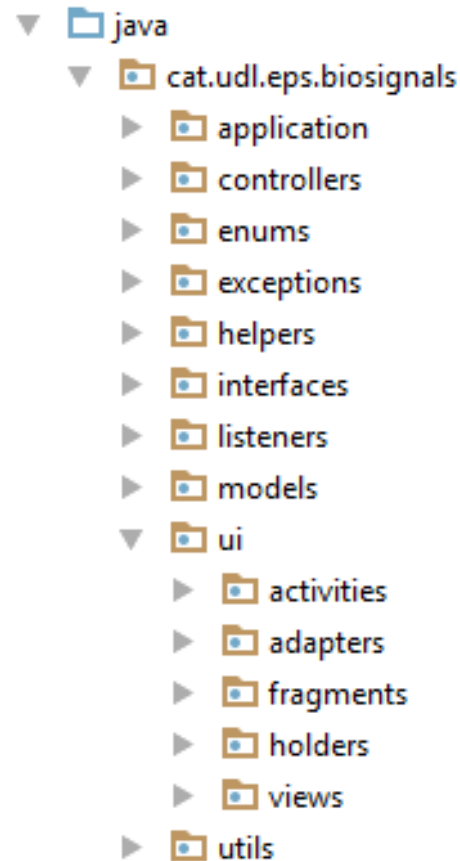 java
cat.udl.eps.biosignals
application
controllers
enums
exceptions
helpers
interfaces
listeners
models
ui
activities
adapters
fragments
holders
views
utils